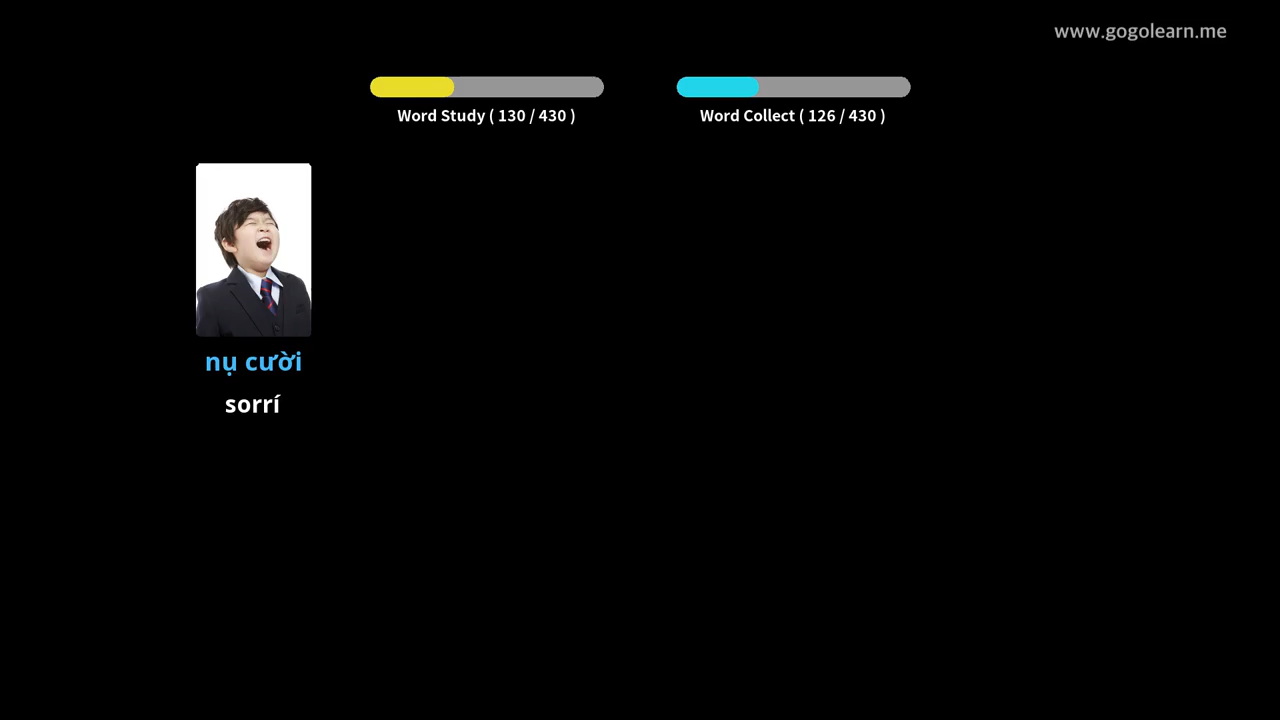 www.gogolearn.me
Word Study ( 130 / 430 )
Word Collect ( 126 / 430 )
nụ cười
sorrí